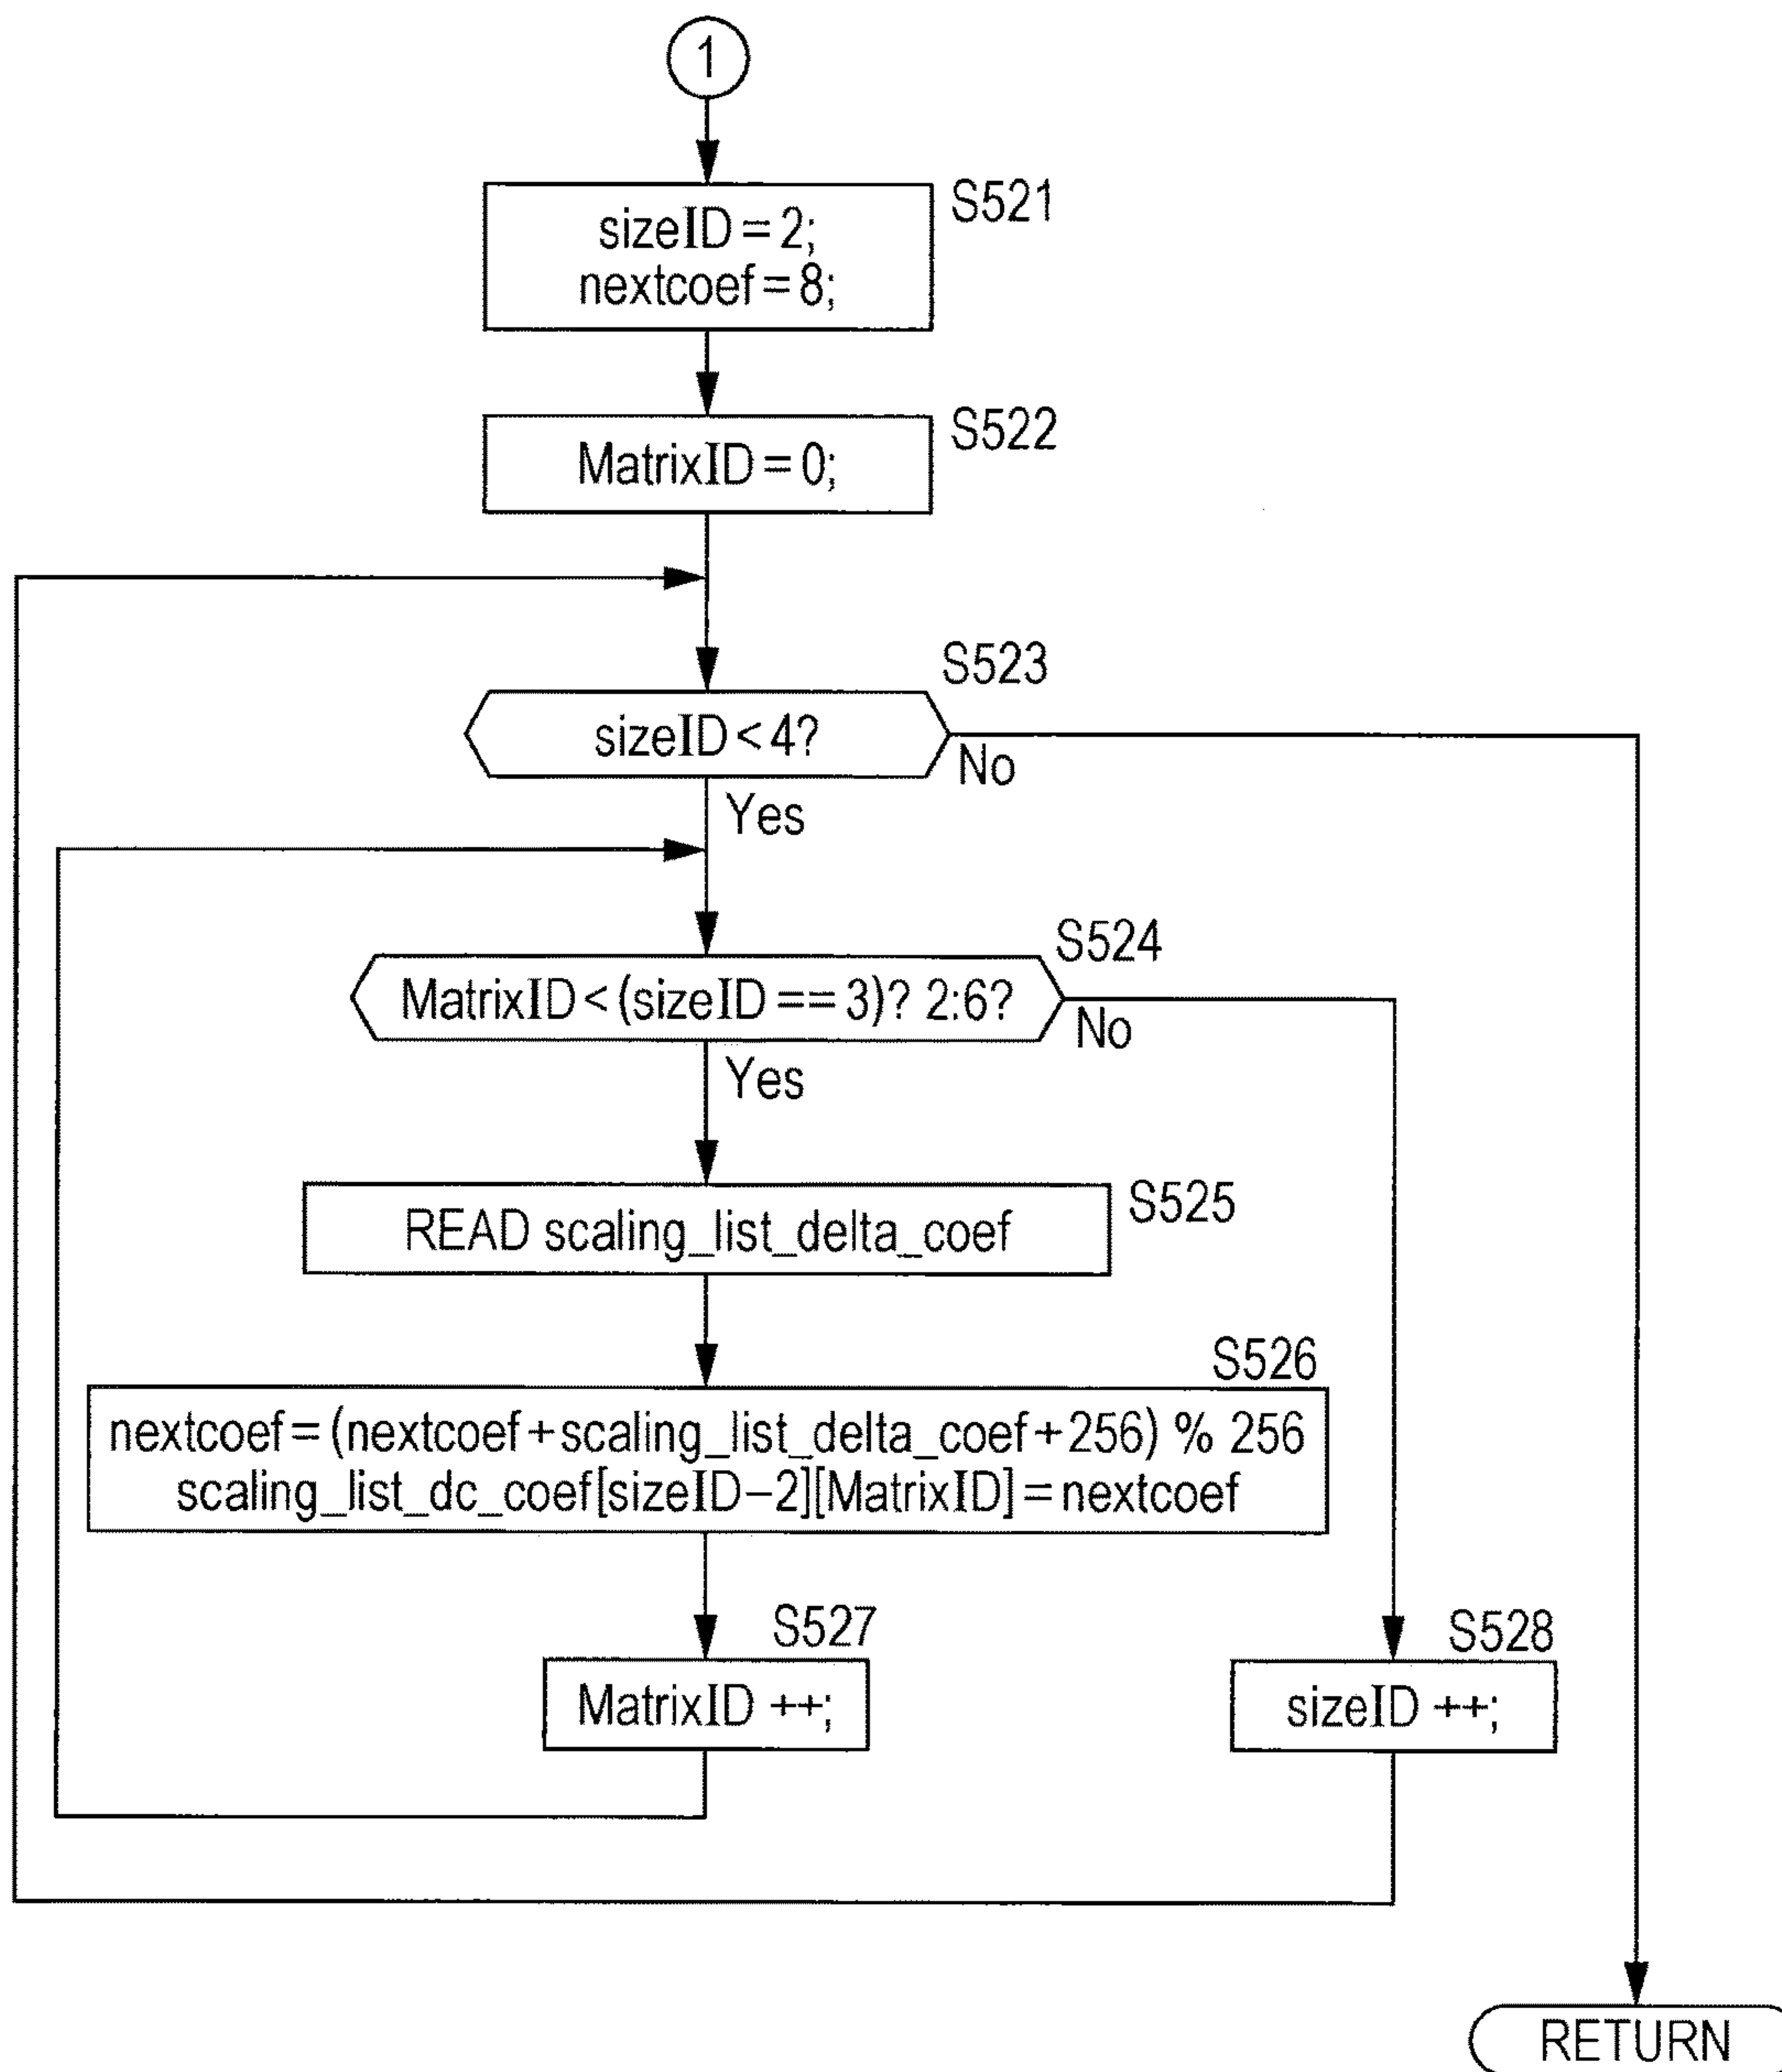 1
S521
sizeID = 2;
nextcoef = 8;
S522
MatrixID = 0;
S523
sizeID < 4?
No
Yes
S524
MatrixID < (sizeID == 3)? 2:6?
No
Yes
S525
READ scaling_list_delta_coef
S526
nextcoef = (nextcoef+scaling_list_delta_coef+256) % 256
scaling_list_dc_coef[sizeID–2][MatrixID] = nextcoef
S527
MatrixID ++;
S528
sizeID ++;
RETURN